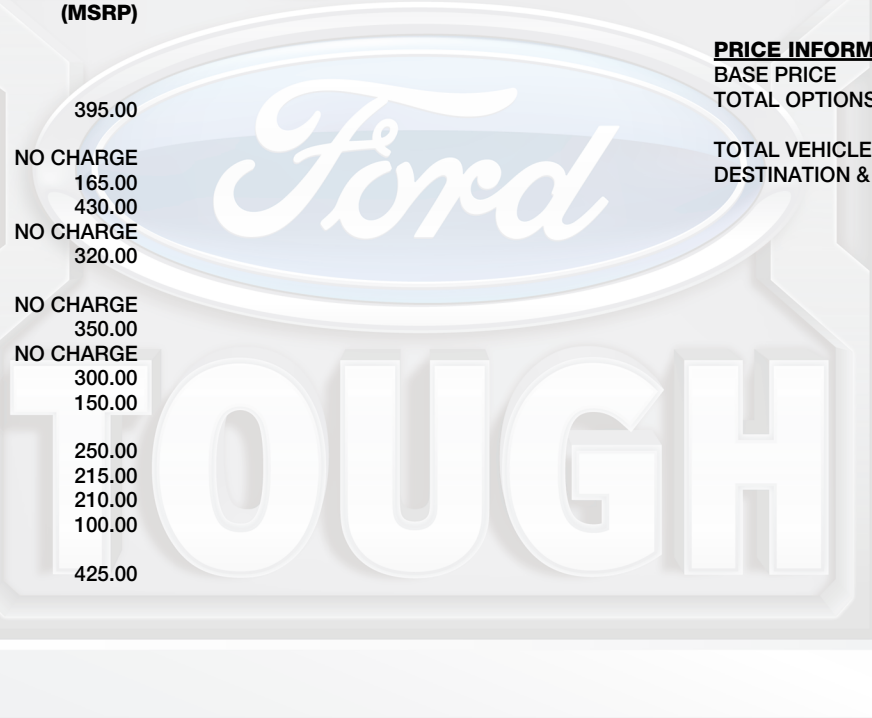 (MSRP)
395.00
NO CHARGE
165.00
430.00
NO CHARGE
320.00
NO CHARGE
350.00
NO CHARGE
300.00
150.00
250.00
215.00
210.00
100.00
425.00
PRICE INFORM
BASE PRICE
TOTAL OPTIONS
TOTAL VEHICLE
DESTINATION &
Ford
TOUGH